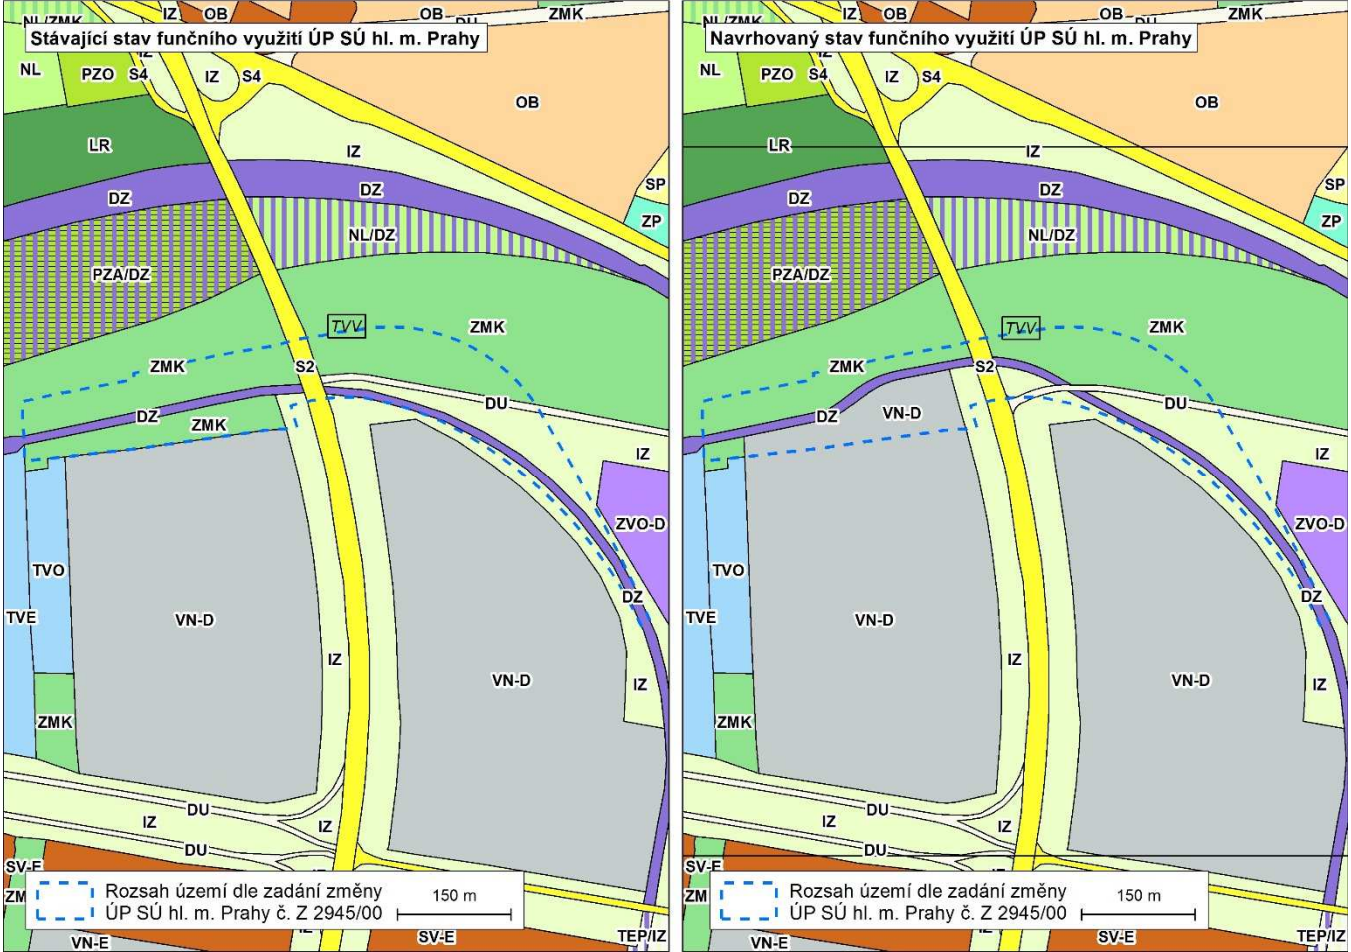 IZ OB OB ZMK
NL/ZMK DU
Stávající stav funčního využití ÚP SÚ hl. m. Prahy
IZ
NL PZO S4 IZ S4
OB
LR
IZ
DZ
SP
DZ
ZP
NL/DZ
PZA/DZ
TVV ZMK
ZMK S2
DU
DZ
ZMK
IZ
ZVO-D
TVO
DZ
TVE VN-D
IZ
VN-D IZ
ZMK
DU
IZ IZ
DU
SV-E
ZM
Rozsah území dle zadání změny
ÚP SÚ hl. m. Prahy č. Z 2945/00
150 m
IZ
VN-E SV-E TEP/IZ
IZ OB OB ZMK
NL/ZMK DU
Navrhovaný stav funčního využití ÚP SÚ hl. m. Prahy
IZ
NL PZO S4 IZ S4
OB
LR
IZ
DZ
SP
DZ
ZP
NL/DZ
PZA/DZ
TVV ZMK
ZMK S2
DU
DZ VN-D
IZ
ZVO-D
TVO
DZ
TVE VN-D
IZ
VN-D IZ
ZMK
DU
IZ IZ
DU
SV-E
ZM
Rozsah území dle zadání změny
ÚP SÚ hl. m. Prahy č. Z 2945/00
150 m
IZ
VN-E SV-E TEP/IZ